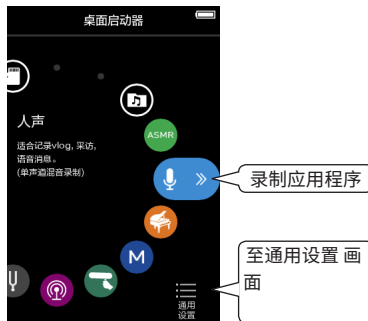 桌面启动器
人声
适合记录vlog, 采访,
语音消息。
(单声道混音录制)
ASMR
录制应用程序
M
至通用设置 画
面
通用
设置